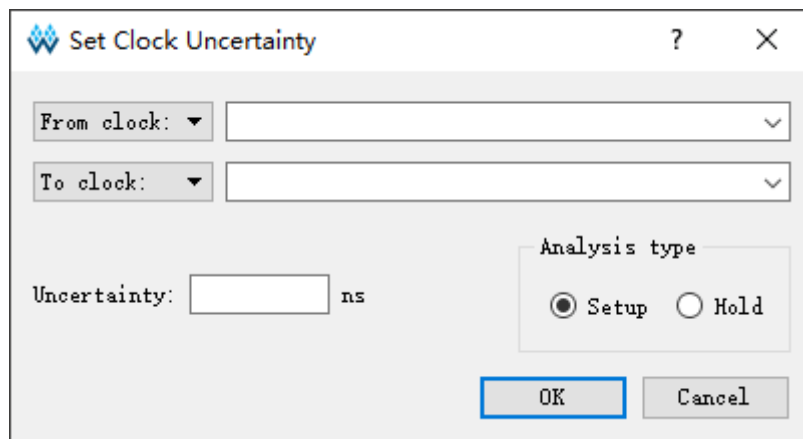 Set Clock Uncertainty ?
From clock:
To clock:
Analysis type
Uncertainty: ns
Setup Hold
OK Cancel